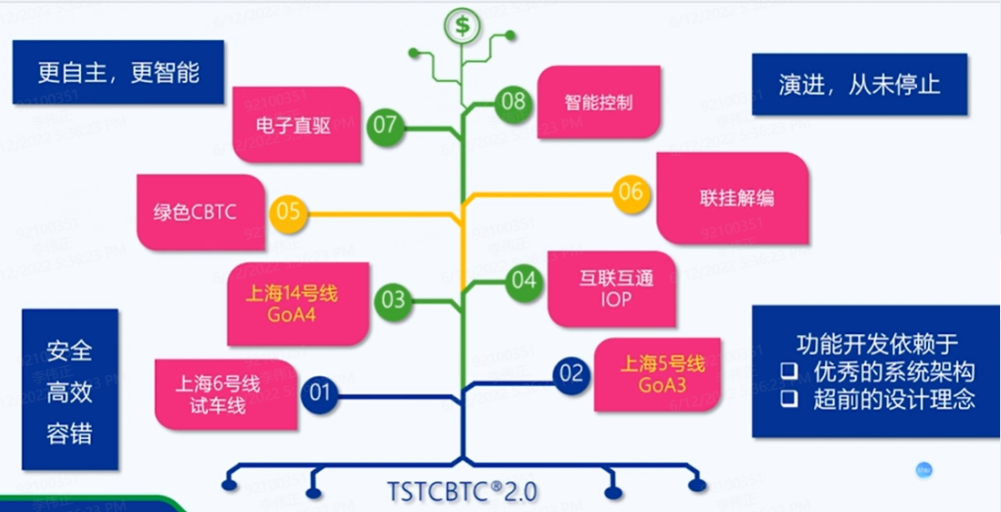 $
更自主，更智能
演进，从未停止
08
智能控制
07
电子直驱
06
联挂解编
05
绿色CBTC
04
互联互通
IOP
03
上海14号线
GoA4
02
上海5号线
GoA3
01
上海6号线
试车线
安全
高效
容错
功能开发依赖于
❑ 优秀的系统架构
❑ 超前的设计理念
TSTCBTC®2.0
92100351